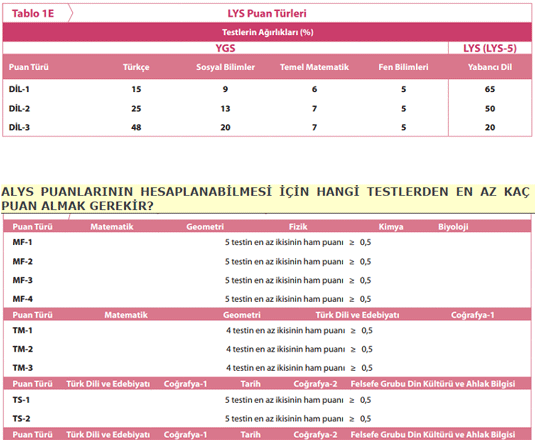 Tablo 1E LYS Puan Türleri
Testlerin Ağırlıkları (%)
YGS LYS (LYS-5)
Puan Türü Türkçe Sosyal Bilimler Temel Matematik Fen Bilimleri Yabancı Dil
DİL-1 15 9 6 5 65
DİL-2 25 13 7 5 50
DİL-3 48 20 7 5 20
ALYS PUANLARININ HESAPLANABİLMESİ İÇİN HANGİ TESTLERDEN EN AZ KAÇ
PUAN ALMAK GEREKİR?
Puan Türü Matematik Geometri Fizik Kimya Biyoloji
MF-1 5 testin en az ikisinin ham puanı ≥ 0,5
MF-2 5 testin en az ikisinin ham puanı ≥ 0,5
MF-3 5 testin en az ikisinin ham puanı ≥ 0,5
MF-4 5 testin en az ikisinin ham puanı ≥ 0,5
Puan Türü Matematik Geometri Türk Dili ve Edebiyatı Coğrafya-1
TM-1 4 testin en az ikisinin ham puanı ≥ 0,5
TM-2 4 testin en az ikisinin ham puanı ≥ 0,5
TM-3 4 testin en az ikisinin ham puanı ≥ 0,5
Puan Türü Türk Dili ve Edebiyatı Coğrafya-1 Tarih Coğrafya-2 Felsefe Grubu Din Kültürü ve Ahlak Bilgisi
TS-1 5 testin en az ikisinin ham puanı ≥ 0,5
TS-2 5 testin en az ikisinin ham puanı ≥ 0,5
Puan Türü Türk Dili ve Edebiyatı Coğrafya-1 Tarih Coğrafya-2 Felsefe Grubu Din Kültürü ve Ahlak Bilgisi